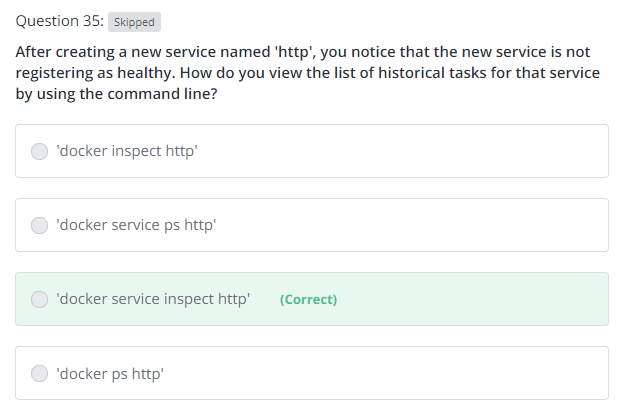 Question 35: Skipped
After creating a new service named 'http', you notice that the new service is not
registering as healthy. How do you view the list of historical tasks for that service
by using the command line?
'docker inspect http'
'docker service ps http'
'docker service inspect http' (Correct)
'docker ps http'